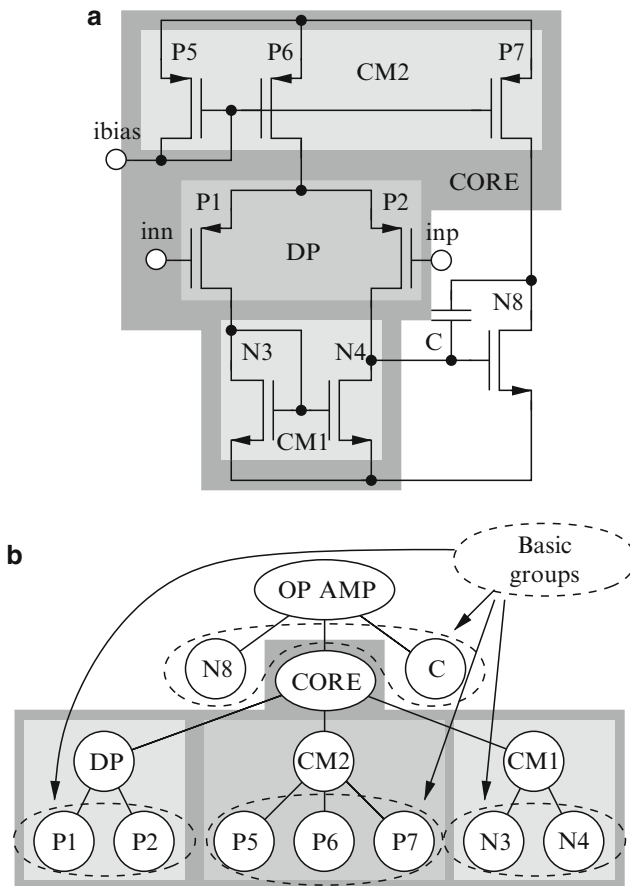 a
P5
P6
P7
CM2
ibias
CORE
P1
P2
inn
inp
DP
N8
N3
N4
C
CM1
b
Basic
groups
OP AMP
N8
C
CORE
DP
CM2
CM1
P1
P2
P5
P6
P7
N3
N4